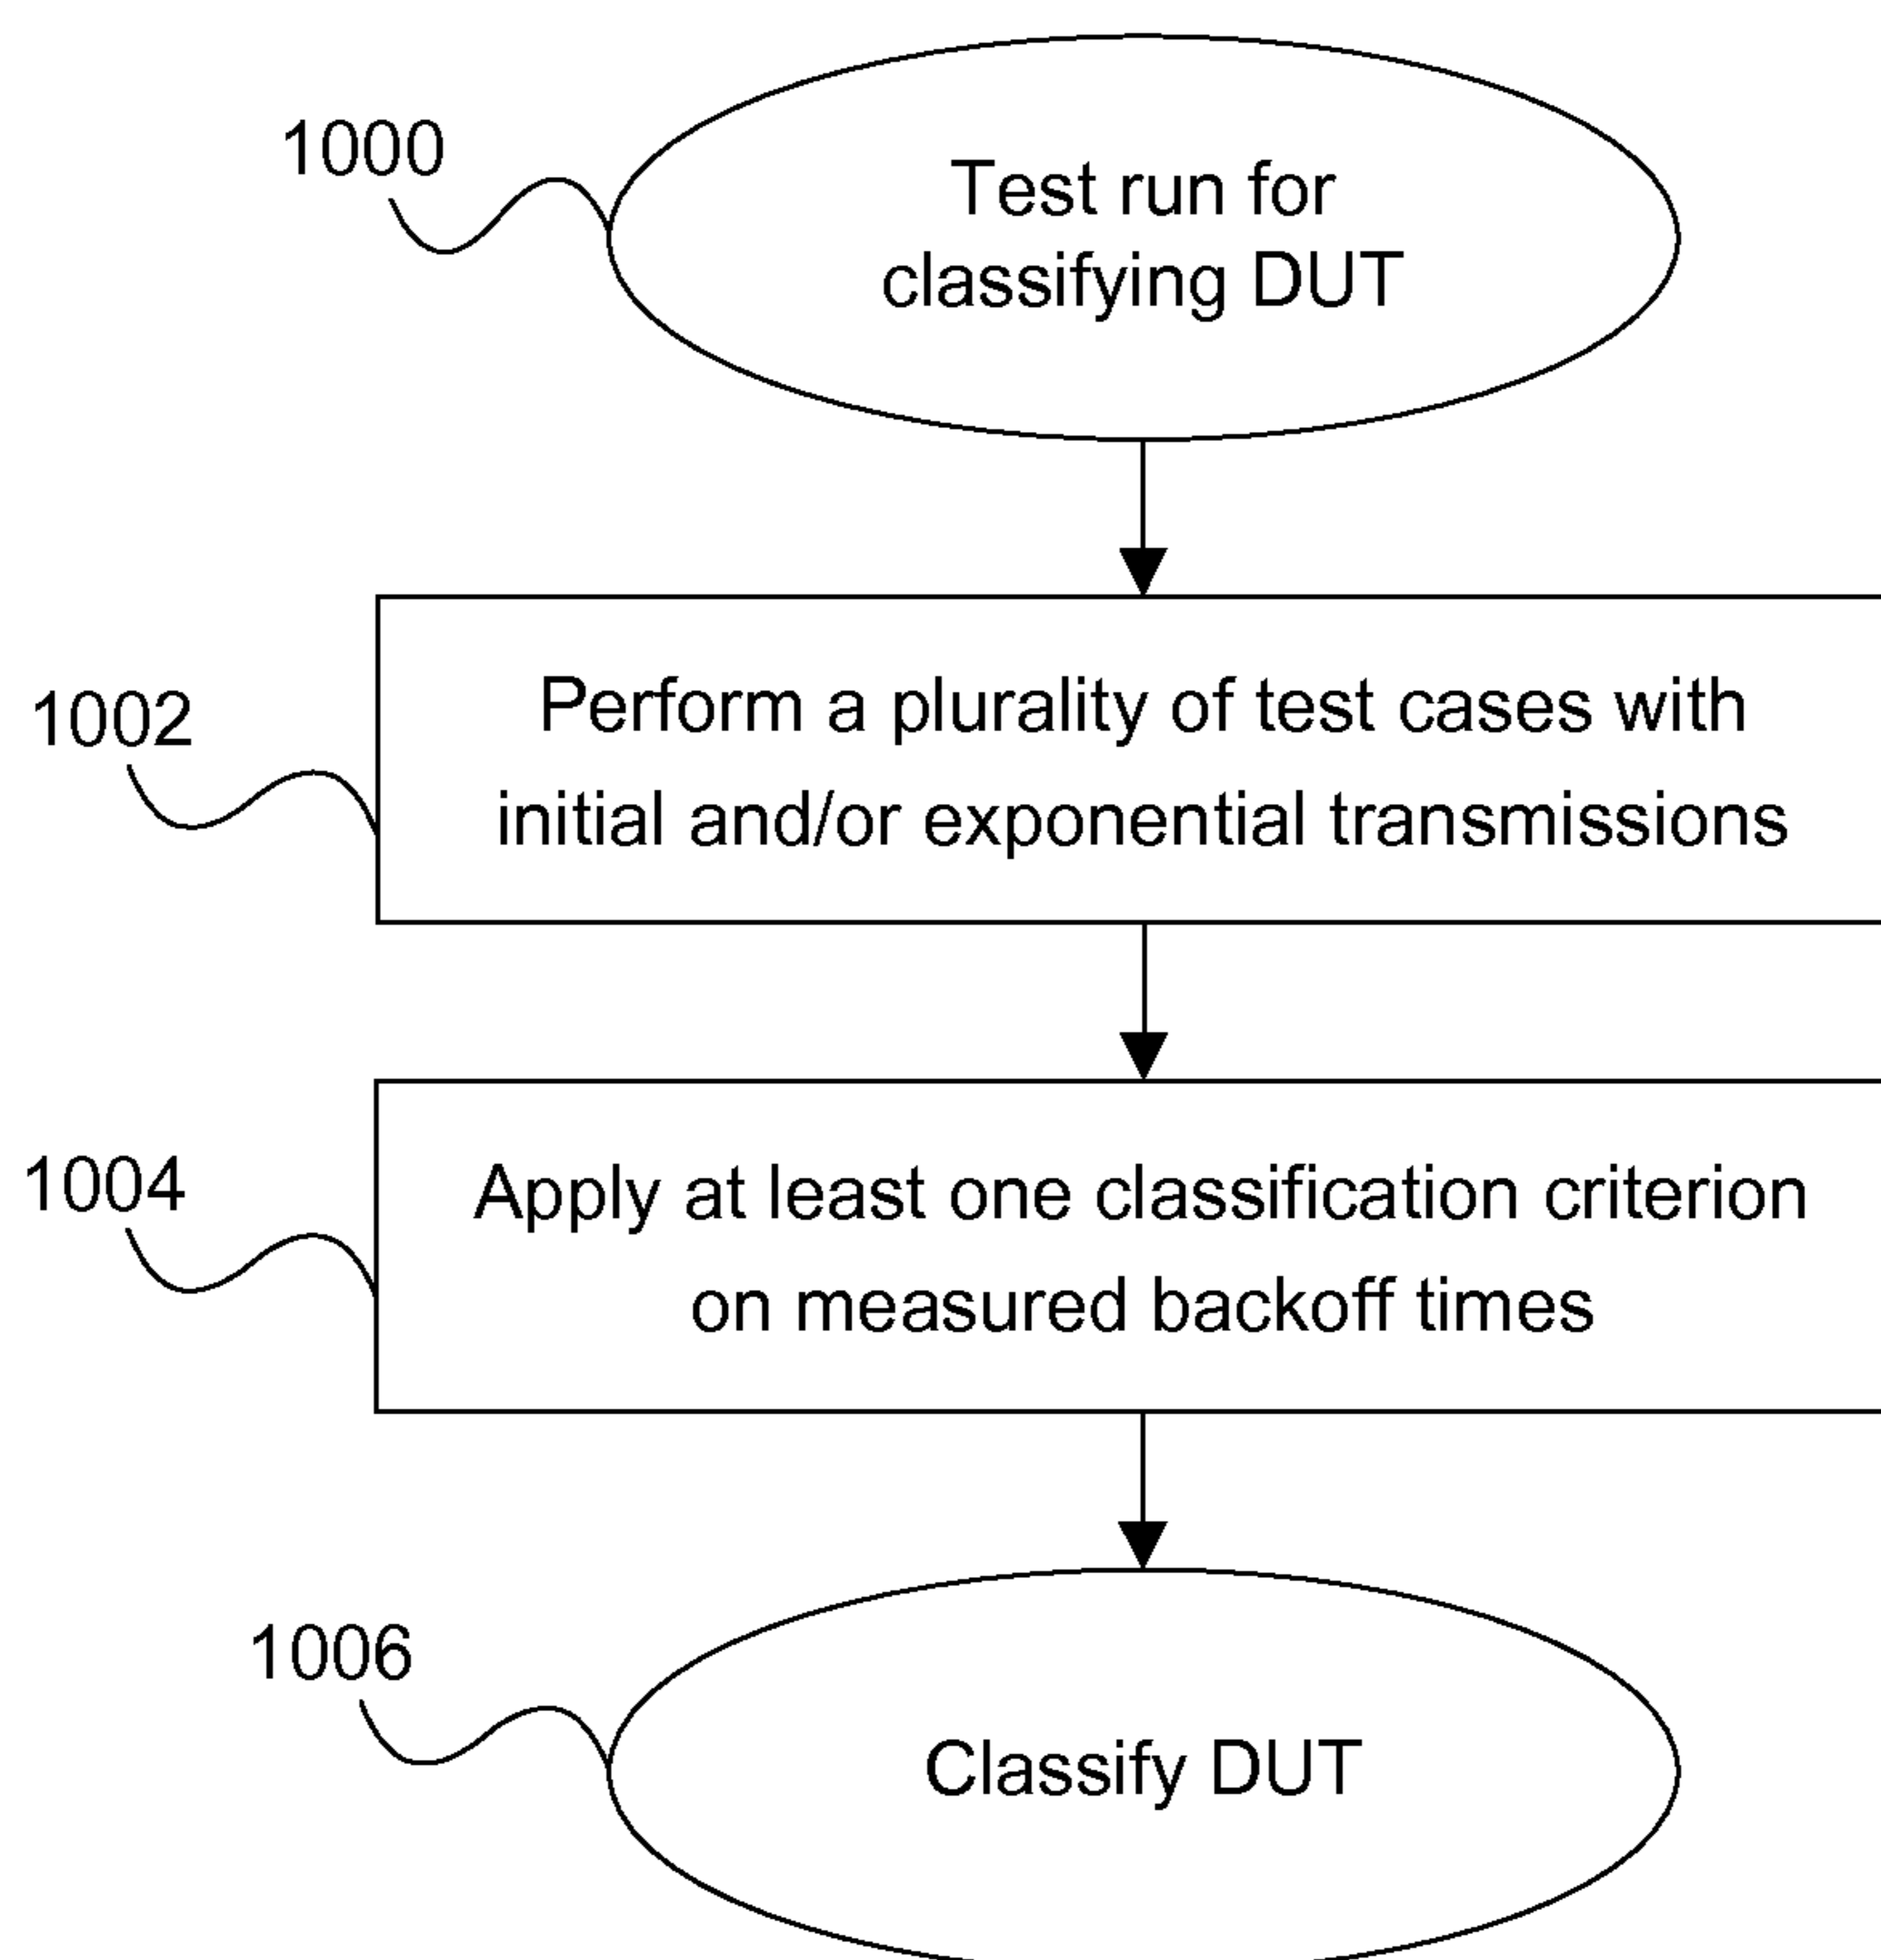 1000
Test run for
classifying DUT
1002
Perform a plurality of test cases with
initial and/or exponential transmissions
1004
Apply at least one classification criterion
on measured backoff times
1006
Classify DUT